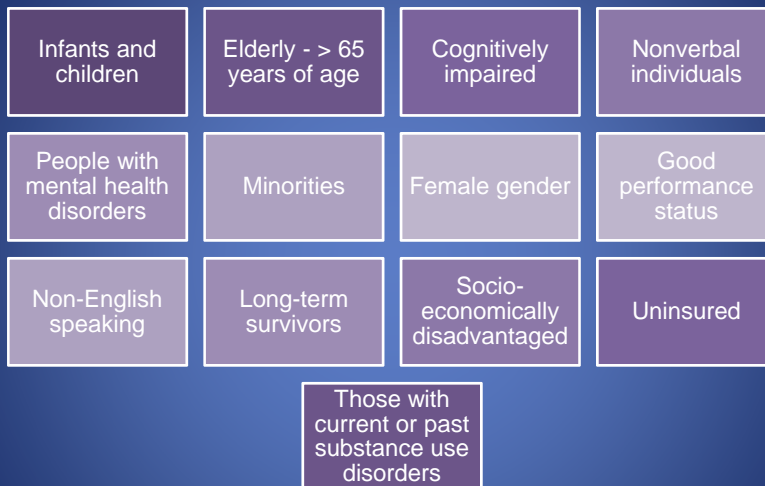 Infants and
children
Elderly - > 65
years of age
Cognitively
impaired
Nonverbal
individuals
People with
mental health
disorders
Minorities
Female gender
Good
performance
status
Non-English
speaking
Long-term
survivors
Socio-
economically
disadvantaged
Uninsured
Those with
current or past
substance use
disorders